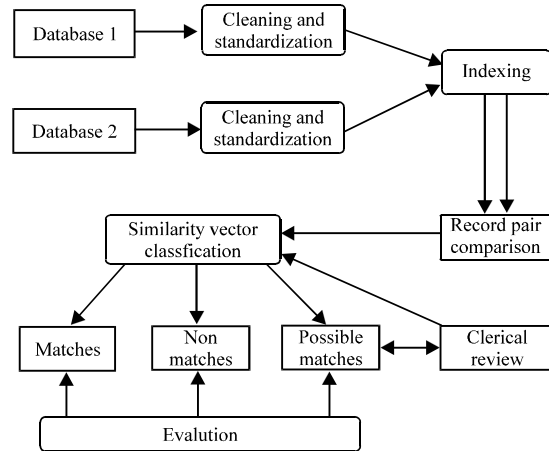 Database 1
Cleaning and
standardization
Indexing
Database 2
Cleaning and
standardization
Similarity vector
classfication
Record pair
comparison
Matches
Non
matches
Possible
matches
Clerical
review
Evalution